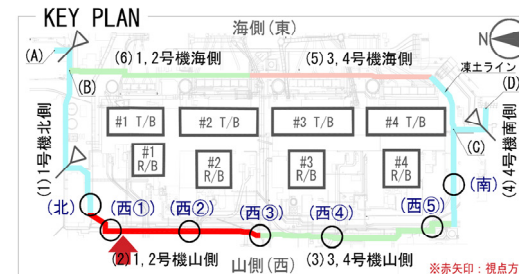 KEY PLAN
海側(東)
N
(A)
(6)1,2号機海側
(5)3,4号機海側
凍土ライン
(B)
(D)
#1 T/B
#2 T/B
#3 T/B
#4 T/B
(C)
(1)1号機北側
(4)4号機南側
#1
R/B
#2
R/B
#3
R/B
#4
R/B
(南)
(北)
(西①)
(西②)
(西③)
(西④)
(西⑤)
(2)1,2号機山側
(3)3,4号機山側
山側(西)
※赤矢印：視点方